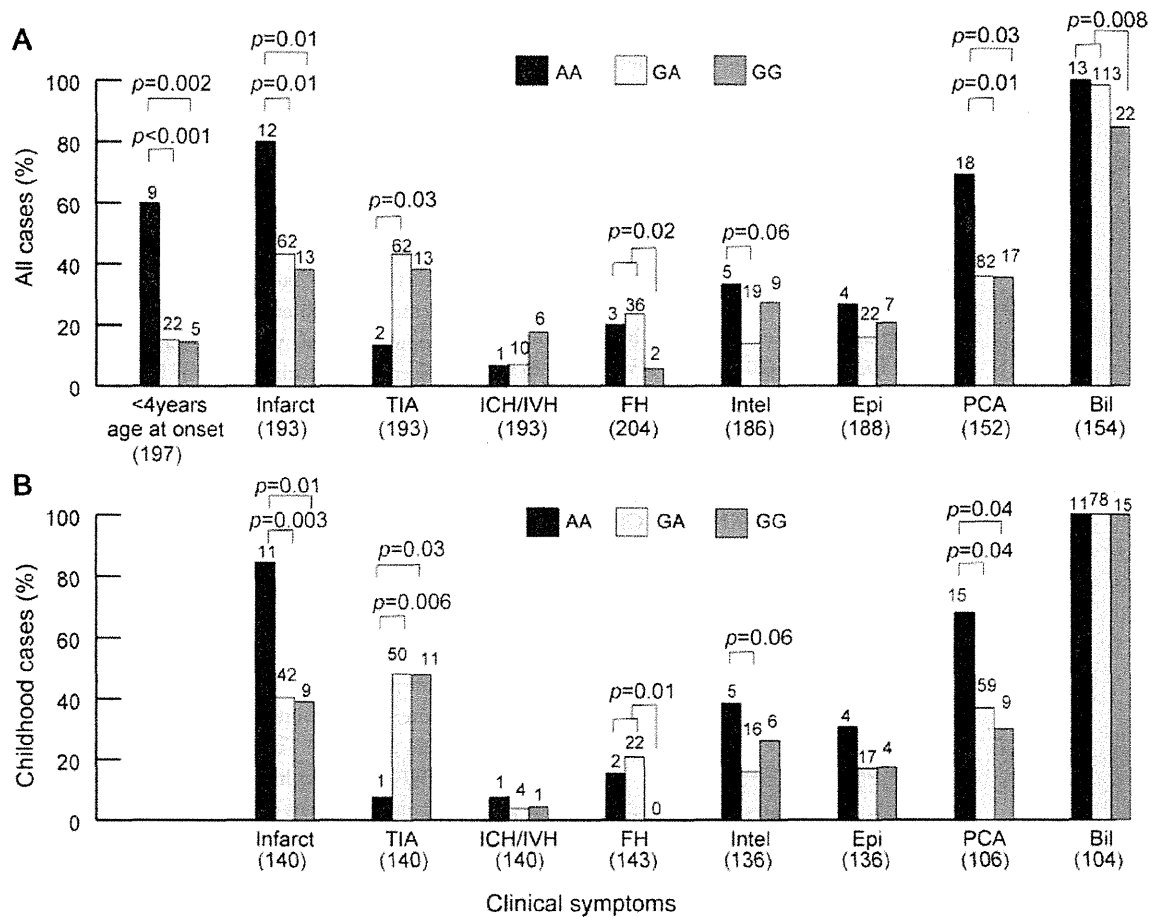 A
p=0.008
p=0.01
p=0.03
AA GA GG
p=0.002
p=0.01
p=0.01
p<0.001
13 113
22
12
9
62
13
p=0.03
62
13
2
22
5
1 10
6
p=0.02
3 36
2
p=0.06
5
19
9
4
22
7
18
82 17
All cases (%)
100
80
60
40
20
0
<4years Infarct TIA ICH/IVH FH Intel Epi PCA Bil
age at onset (193) (193) (193) (204) (186) (188) (152) (154)
(197)
B
p=0.01
p=0.003
AA GA GG
p=0.03
p=0.006
p=0.04
p=0.04
11 78 15
11
42
9
1
50 11
1 4 1
p=0.01
2 22
0
p=0.06
5
16
6
4
17 4
15
59
9
Childhood cases (%)
100
80
60
40
20
0
Infarct TIA ICH/IVH FH Intel Epi PCA Bil
(140) (140) (140) (143) (136) (136) (106) (104)
Clinical symptoms